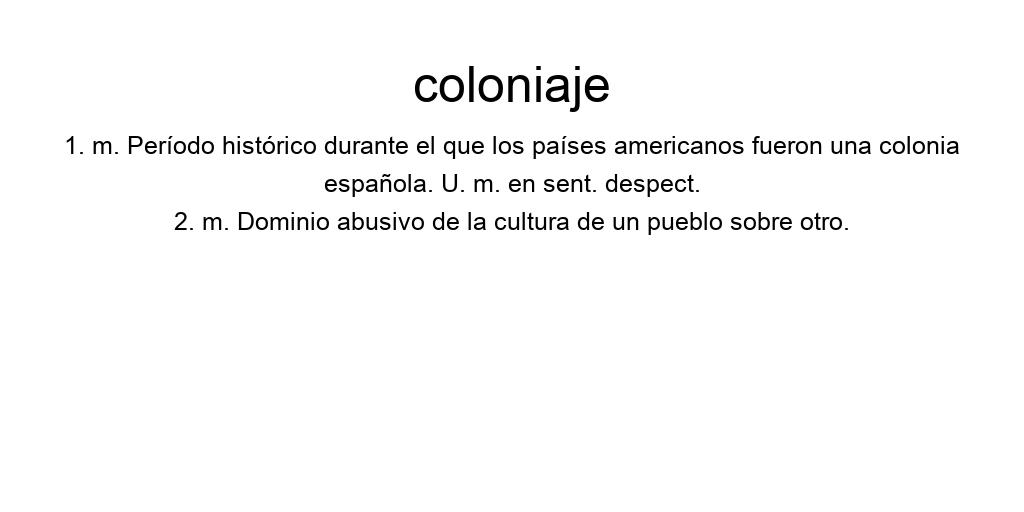 coloniaje
1. m. Período histórico durante el que los países americanos fueron una colonia
española. U. m. en sent. despect.
2. m. Dominio abusivo de la cultura de un pueblo sobre otro.